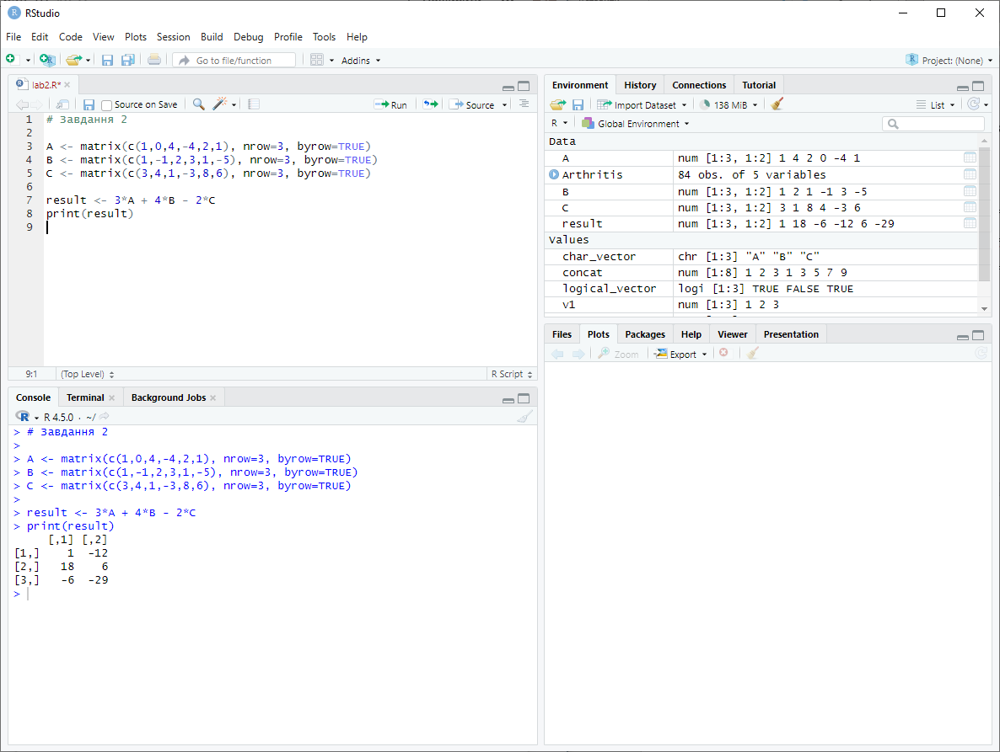 RStudio
File Edit Code View Plots Session Build Debug Profile Tools Help
Go to file/function Addins Project: (None)
lab2.R*
Source on Save Run Source
1 # Завдання 2
2
3 A <- matrix(c(1,0,4,-4,2,1), nrow=3, byrow=TRUE)
4 B <- matrix(c(1,-1,2,3,1,-5), nrow=3, byrow=TRUE)
5 C <- matrix(c(3,4,1,-3,8,6), nrow=3, byrow=TRUE)
6
7 result <- 3*A + 4*B - 2*C
8 print(result)
9
9:1 (Top Level) R Script
Console Terminal Background Jobs
R 4.5.0 · ~/
> # Завдання 2
>
> A <- matrix(c(1,0,4,-4,2,1), nrow=3, byrow=TRUE)
> B <- matrix(c(1,-1,2,3,1,-5), nrow=3, byrow=TRUE)
> C <- matrix(c(3,4,1,-3,8,6), nrow=3, byrow=TRUE)
>
> result <- 3*A + 4*B - 2*C
> print(result)
[,1] [,2]
[1,] 1 -12
[2,] 18 6
[3,] -6 -29
>
Environment History Connections Tutorial
Import Dataset 138 MiB List
R Global Environment
Data
A num [1:3, 1:2] 1 4 2 0 -4 1
Arthritis 84 obs. of 5 variables
B num [1:3, 1:2] 1 2 1 -1 3 -5
C num [1:3, 1:2] 3 1 8 4 -3 6
result num [1:3, 1:2] 1 18 -6 -12 6 -29
Values
char_vector chr [1:3] "A" "B" "C"
concat num [1:8] 1 2 3 1 3 5 7 9
logical_vector logi [1:3] TRUE FALSE TRUE
v1 num [1:3] 1 2 3
Files Plots Packages Help Viewer Presentation
Zoom Export